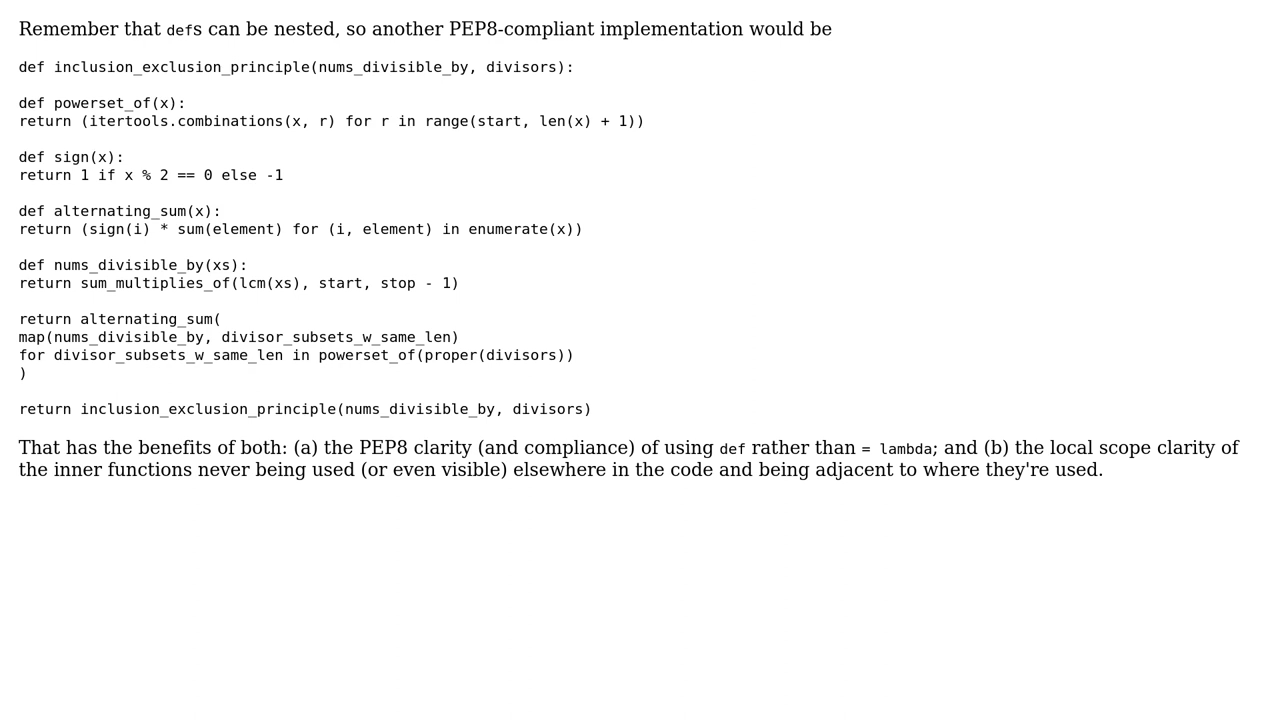 Remember that defs can be nested, so another PEP8-compliant implementation would be
def inclusion_exclusion_principle(nums_divisible_by, divisors):
def powerset_of(x):
return (itertools.combinations(x, r) for r in range(start, len(x) + 1))
def sign(x):
return 1 if x % 2 == 0 else -1
def alternating_sum(x):
return (sign(i) * sum(element) for (i, element) in enumerate(x))
def nums_divisible_by(xs):
return sum_multiplies_of(lcm(xs), start, stop - 1)
return alternating_sum(
map(nums_divisible_by, divisor_subsets_w_same_len)
for divisor_subsets_w_same_len in powerset_of(proper(divisors))
)
return inclusion_exclusion_principle(nums_divisible_by, divisors)
That has the benefits of both: (a) the PEP8 clarity (and compliance) of using def rather than = lambda; and (b) the local scope clarity of
the inner functions never being used (or even visible) elsewhere in the code and being adjacent to where they're used.